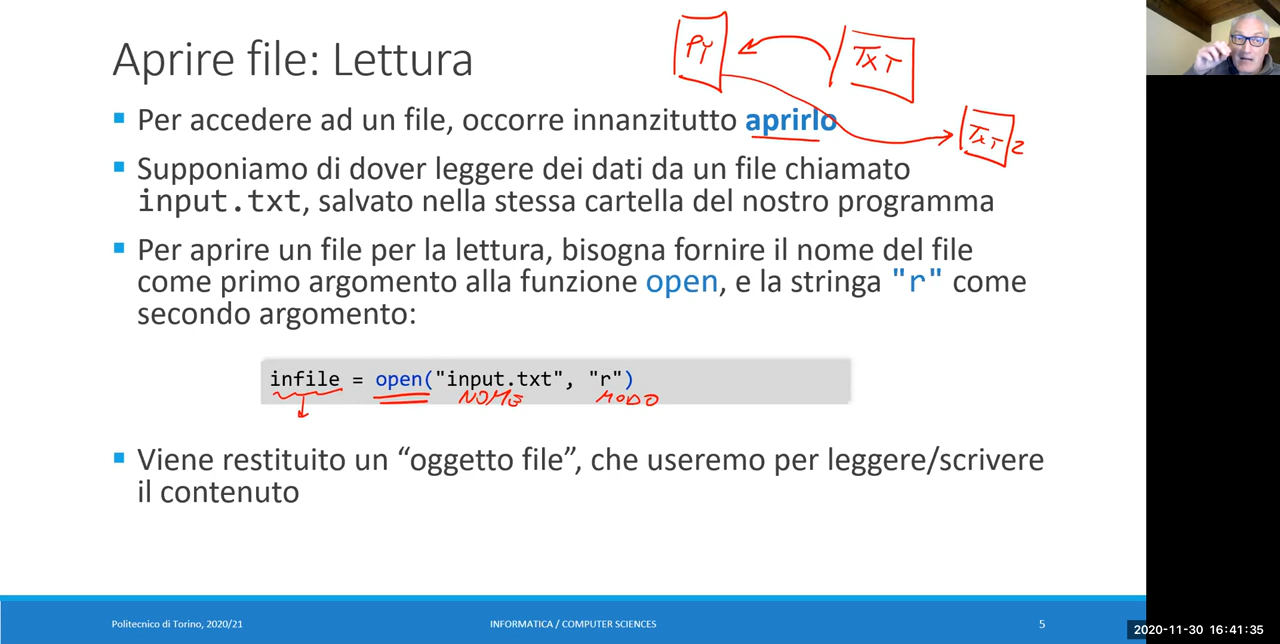 Aprire file: Lettura
PY
TXT
▪ Per accedere ad un file, occorre innanzitutto aprirlo
TXT 2
▪ Supponiamo di dover leggere dei dati da un file chiamato
input.txt, salvato nella stessa cartella del nostro programma
▪ Per aprire un file per la lettura, bisogna fornire il nome del file
come primo argomento alla funzione open, e la stringa "r" come
secondo argomento:
infile = open("input.txt", "r")
NOME MODO
▪ Viene restituito un “oggetto file”, che useremo per leggere/scrivere
il contenuto
Politecnico di Torino, 2020/21 INFORMATICA / COMPUTER SCIENCES 5
2020-11-30 16:41:35